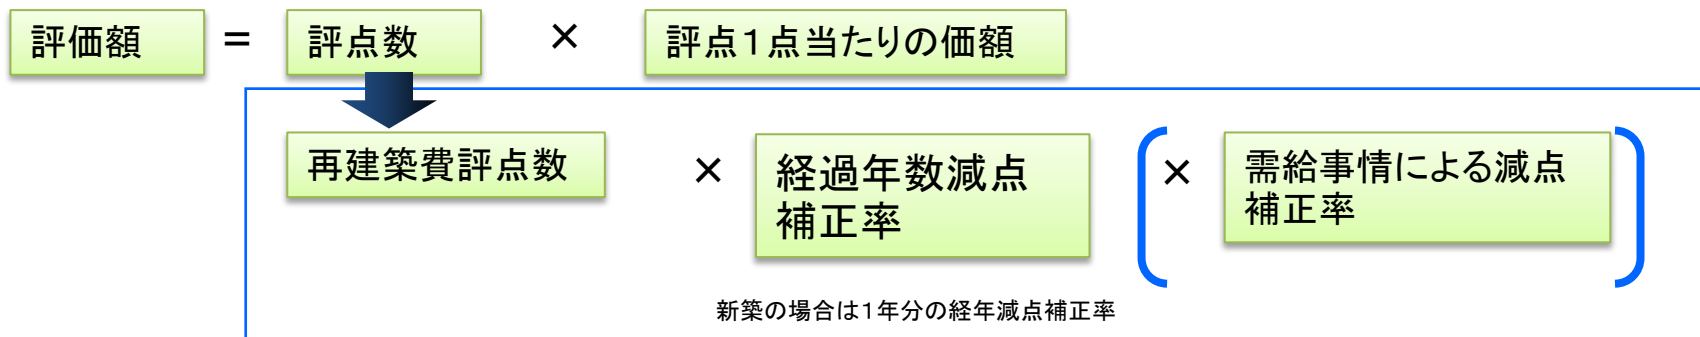 評価額 = 評点数 × 評点１点当たりの価額
再建築費評点数 × 経過年数減点 × 需給事情による減点
補正率 補正率
新築の場合は１年分の経年減点補正率